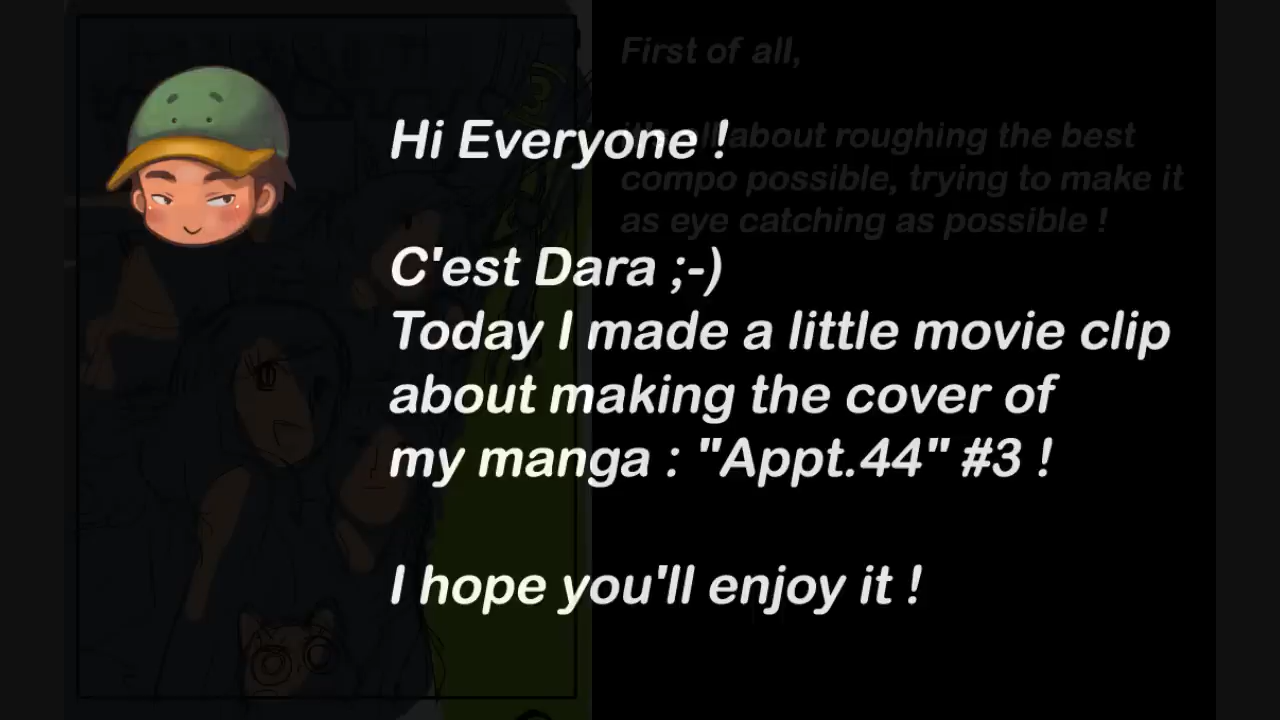 Hi Everyone !
C'est Dara ;-)
Today I made a little movie clip
about making the cover of
my manga : "Appt.44" #3 !
I hope you'll enjoy it !
First of all,
about roughing the best
compo possible, trying to make it
as eye catching as possible !